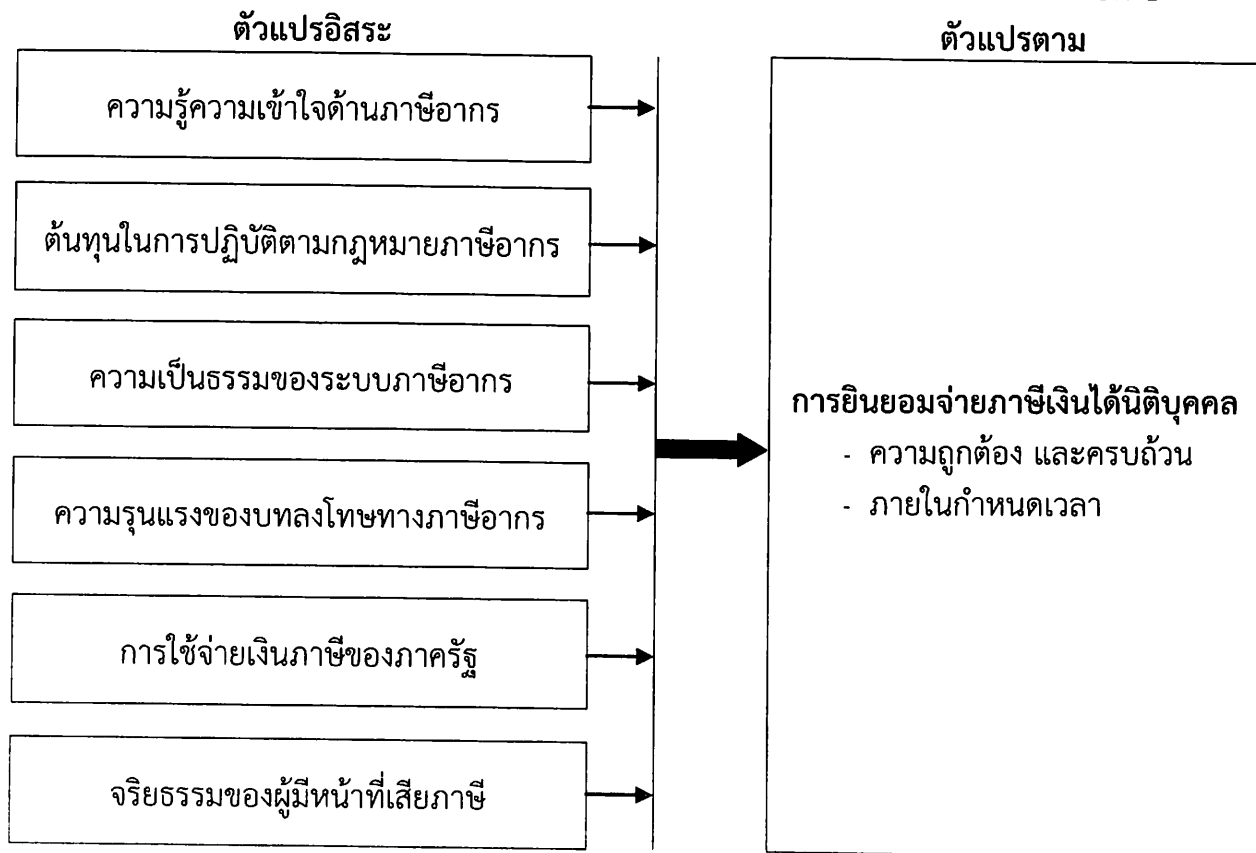 ตัวแปรอิสระ
ความรู้ความเข้าใจด้านภาษีอากร
ต้นทุนในการปฏิบัติตามกฎหมายภาษีอากร
ความเป็นธรรมของระบบภาษีอากร
ความรุนแรงของบทลงโทษทางภาษีอากร
การใช้จ่ายเงินภาษีของภาครัฐ
จริยธรรมของผู้มีหน้าที่เสียภาษี
ตัวแปรตาม
การยินยอมจ่ายภาษีเงินได้นิติบุคคล
- ความถูกต้อง และครบถ้วน
- ภายในกำหนดเวลา